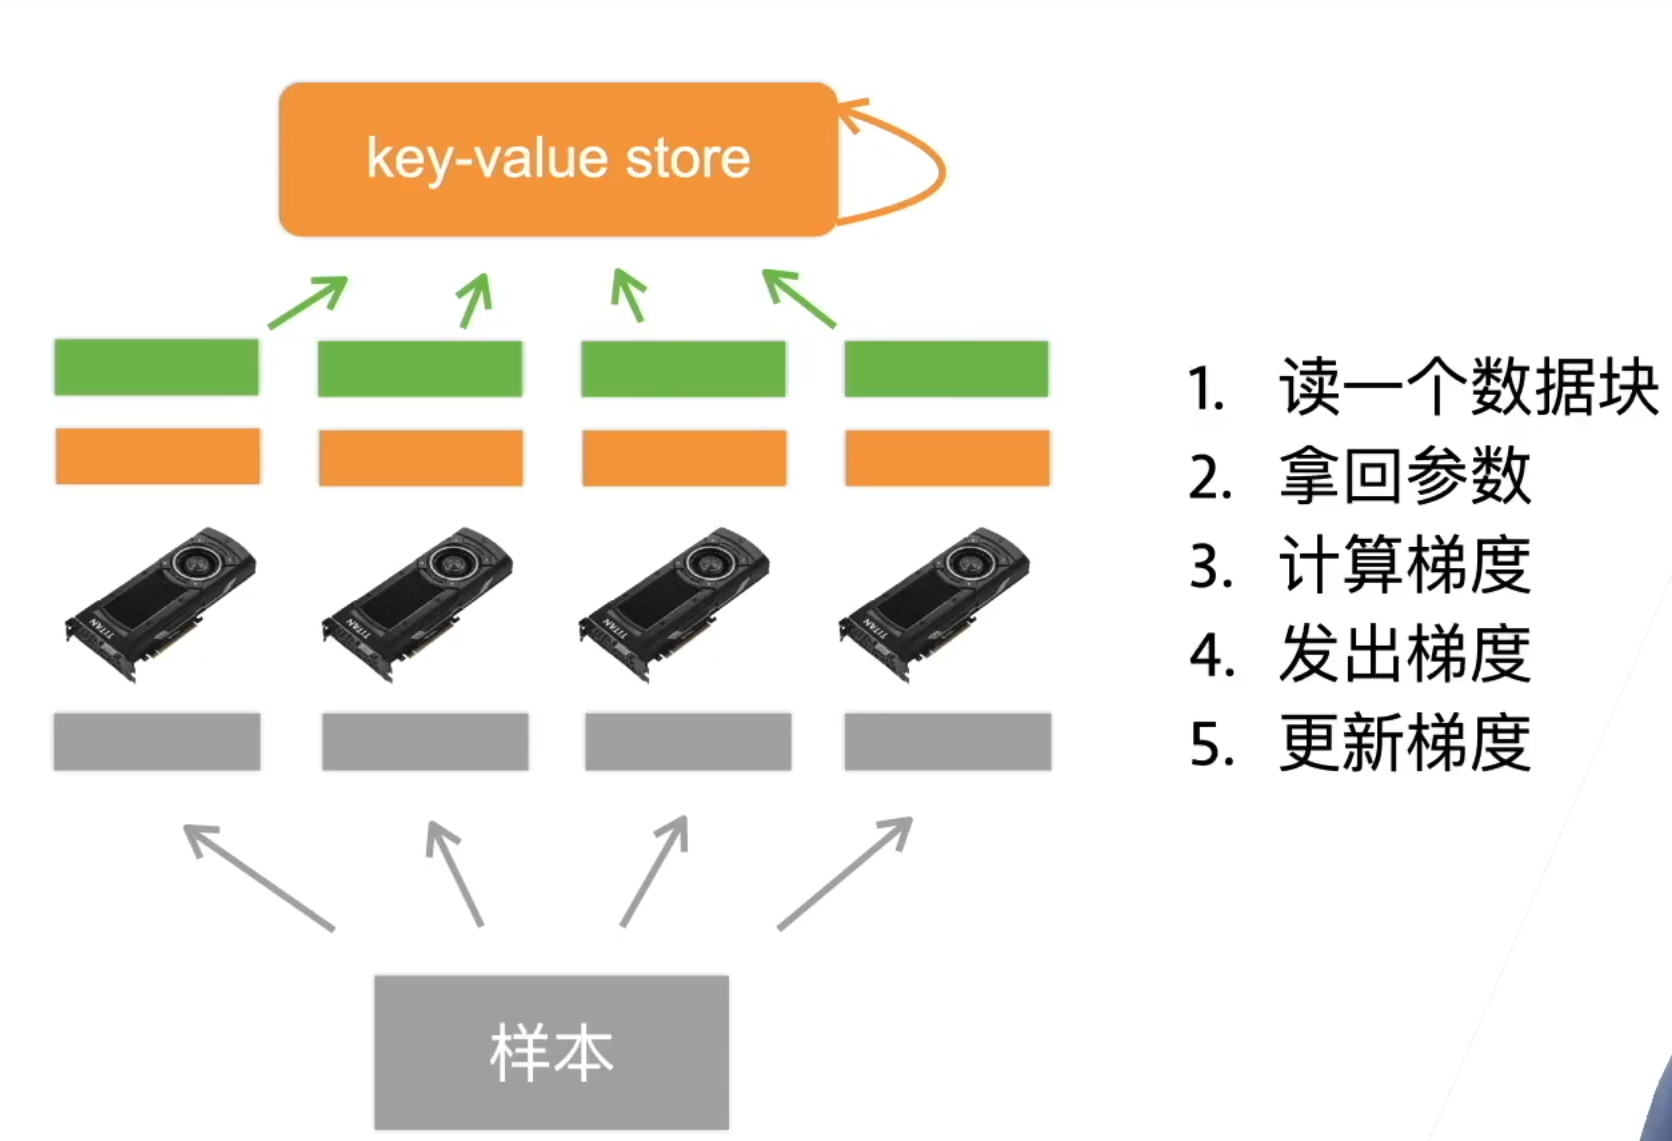 key-value store
1. 读一个数据块
2. 拿回参数
3. 计算梯度
4. 发出梯度
5. 更新梯度
TITAN TITAN TITAN TITAN
样本